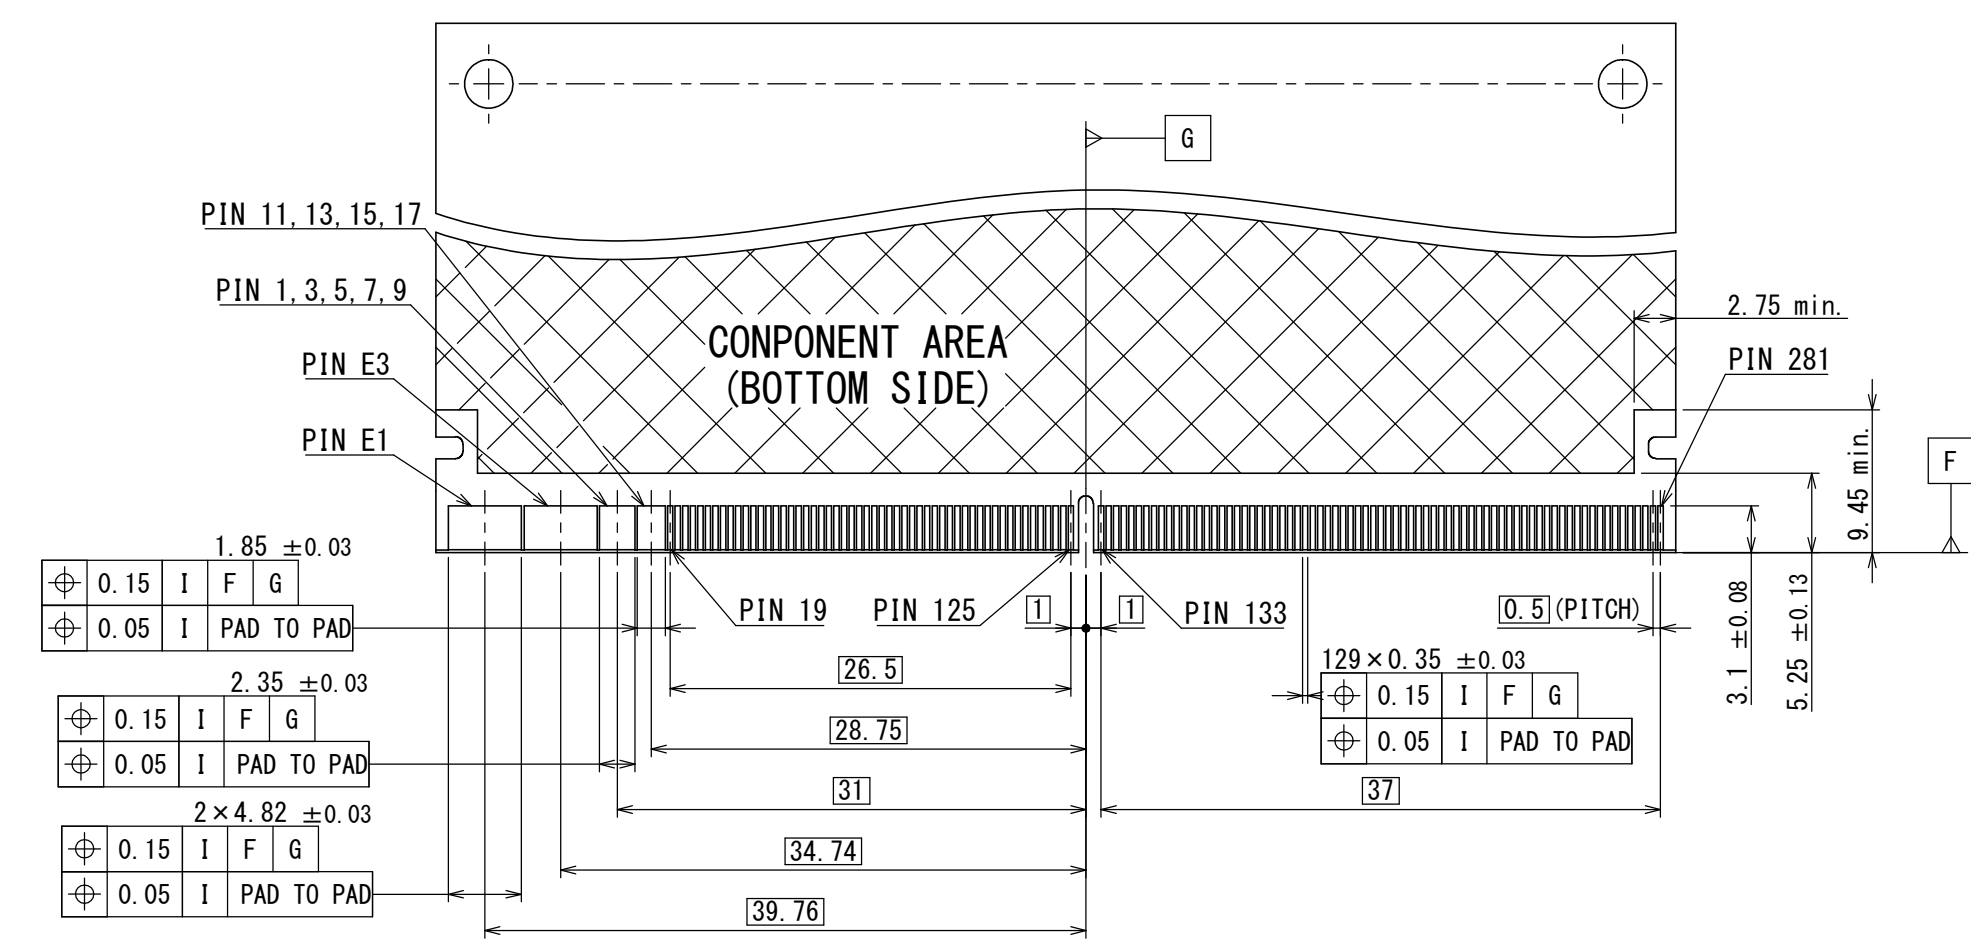 G
PIN 11, 13, 15, 17
PIN 1, 3, 5, 7, 9
2. 75 min.
CONPONENT AREA
(BOTTOM SIDE)
PIN E3
PIN 281
PIN E1
9. 45 min.
F
1. 85 ±0. 03
⌖ 0. 15 I F G
⌖ 0. 05 I PAD TO PAD
PIN 19
PIN 125
1
1
PIN 133
0. 5 (PITCH)
3. 1 ±0. 08
5. 25 ±0. 13
26. 5
129×0. 35 ±0. 03
⌖ 0. 15 I F G
⌖ 0. 05 I PAD TO PAD
2. 35 ±0. 03
⌖ 0. 15 I F G
⌖ 0. 05 I PAD TO PAD
28. 75
31
37
2×4. 82 ±0. 03
⌖ 0. 15 I F G
⌖ 0. 05 I PAD TO PAD
34. 74
39. 76